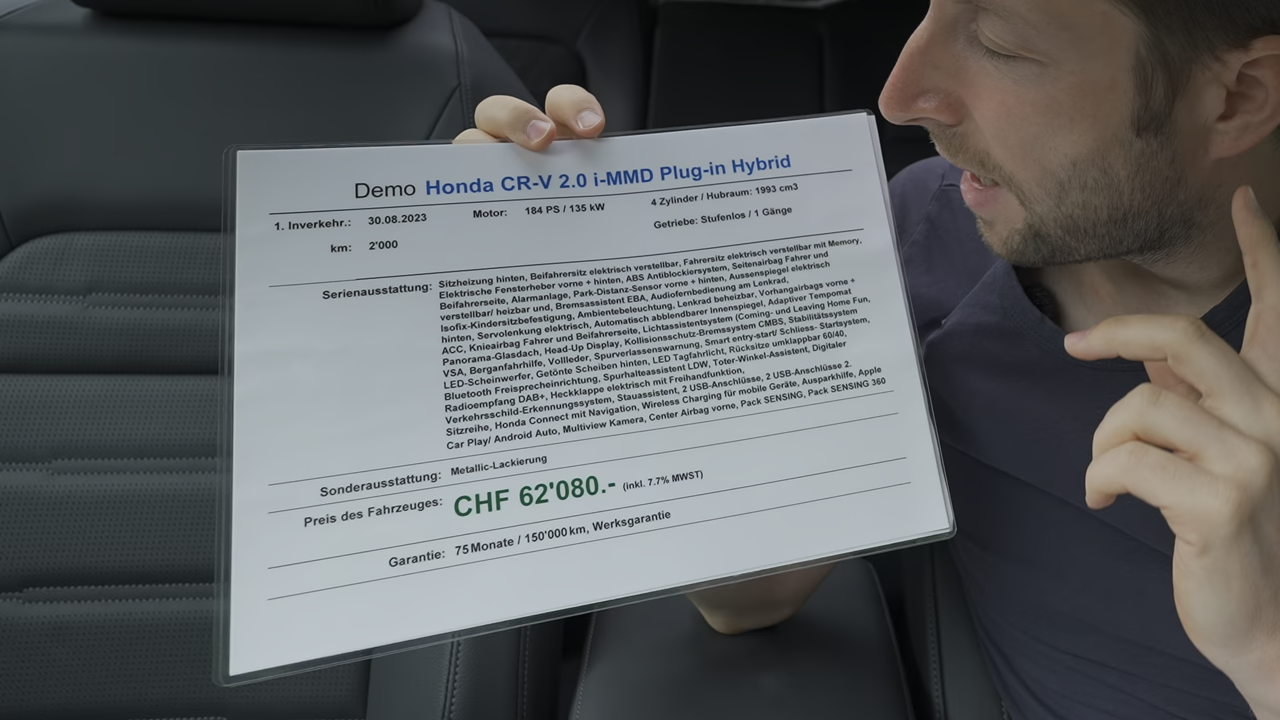 Demo Honda CR-V 2.0 i-MMD Plug-in Hybrid
1. Inverkehr.: 30.08.2023 Motor: 184 PS / 135 kW 4 Zylinder / Hubraum: 1993 cm3
km: 2'000 Getriebe: Stufenlos / 1 Gänge
Serienausstattung: Sitzheizung hinten, Beifahrersitz elektrisch verstellbar, Fahrersitz elektrisch verstellbar mit Memory,
Elektrische Fensterheber vorne + hinten, ABS Antiblockiersystem, Seitenairbag Fahrer und
Beifahrerseite, Alarmanlage, Park-Distanz-Sensor vorne + hinten, Aussenspiegel elektrisch
verstellbar/ heizbar und, Bremsassistent EBA, Audiofernbedienung am Lenkrad,
Isofix-Kindersitzbefestigung, Ambientebeleuchtung, Lenkrad beheizbar, Vorhangairbags vorne +
hinten, Servolenkung elektrisch, Automatisch abblendbarer Innenspiegel, Adaptiver Tempomat
ACC, Knieairbag Fahrer und Beifahrerseite, Lichtassistentsystem (Coming- und Leaving Home Fun,
Panorama-Glasdach, Head-Up Display, Kollisionsschutz-Bremssystem CMBS, Stabilitätssystem
VSA, Berganfahrhilfe, Vollleder, Spurverlassenswarnung, Smart entry-start/ Schliess- Startsystem,
LED-Scheinwerfer, Getönte Scheiben hinten, LED Tagfahrlicht, Rücksitze umklappbar 60/40,
Bluetooth Freisprecheinrichtung, Spurhalteassistent LDW, Toter-Winkel-Assistent, Digitaler
Radioempfang DAB+, Heckklappe elektrisch mit Freihandfunktion,
Verkehrsschild-Erkennungssystem, Stauassistent, 2 USB-Anschlüsse, 2 USB-Anschlüsse 2.
Sitzreihe, Honda Connect mit Navigation, Wireless Charging für mobile Geräte, Ausparkhilfe, Apple
Car Play/ Android Auto, Multiview Kamera, Center Airbag vorne, Pack SENSING, Pack SENSING 360
Sonderausstattung: Metallic-Lackierung
Preis des Fahrzeuges: CHF 62'080.- (inkl. 7.7% MWST)
Garantie: 75 Monate / 150'000 km, Werksgarantie